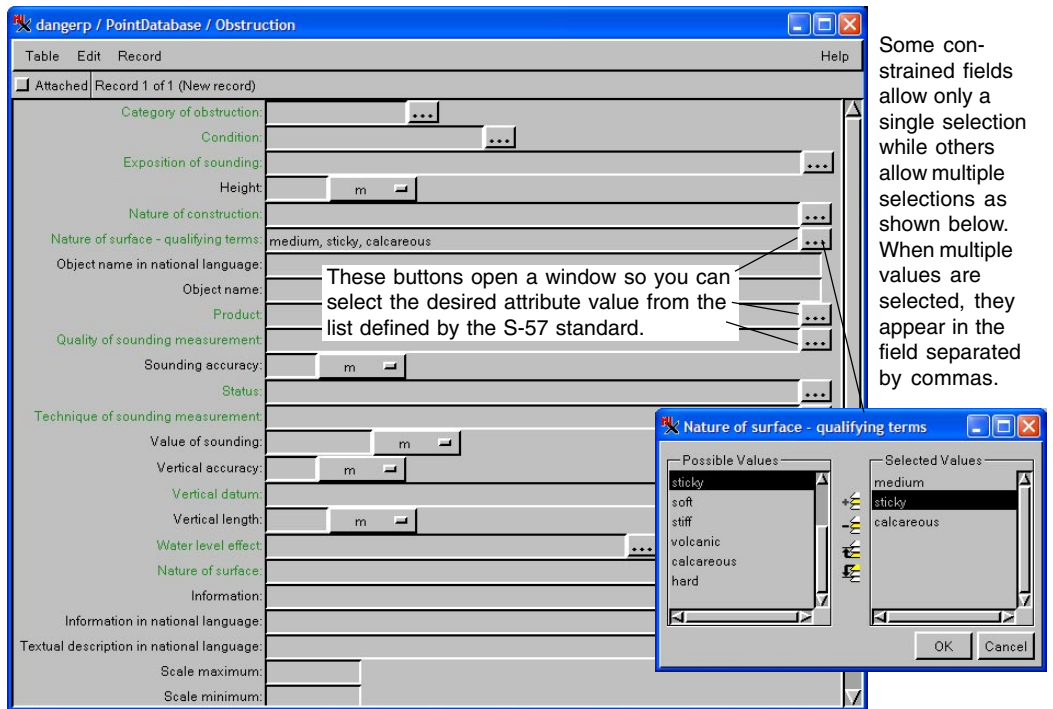 dangerp / PointDatabase / Obstruction
Table Edit Record Help
Attached Record 1 of 1 (New record)
Category of obstruction: ...
Condition: ...
Exposition of sounding: ...
Height: m
Nature of construction: ...
Nature of surface - qualifying terms: medium, sticky, calcareous ...
Object name in national language:
Object name:
Product: ...
Quality of sounding measurement: ...
Sounding accuracy: m
Status: ...
Technique of sounding measurement:
Value of sounding: m
Vertical accuracy: m
Vertical datum:
Vertical length: m
Water level effect: ...
Nature of surface:
Information:
Information in national language:
Textual description in national language:
Scale maximum:
Scale minimum:
These buttons open a window so you can
select the desired attribute value from the
list defined by the S-57 standard.
Some con-
strained fields
allow only a
single selection
while others
allow multiple
selections as
shown below.
When multiple
values are
selected, they
appear in the
field separated
by commas.
Nature of surface - qualifying terms
Possible Values
sticky
soft
stiff
volcanic
calcareous
hard
Selected Values
medium
sticky
calcareous
OK Cancel